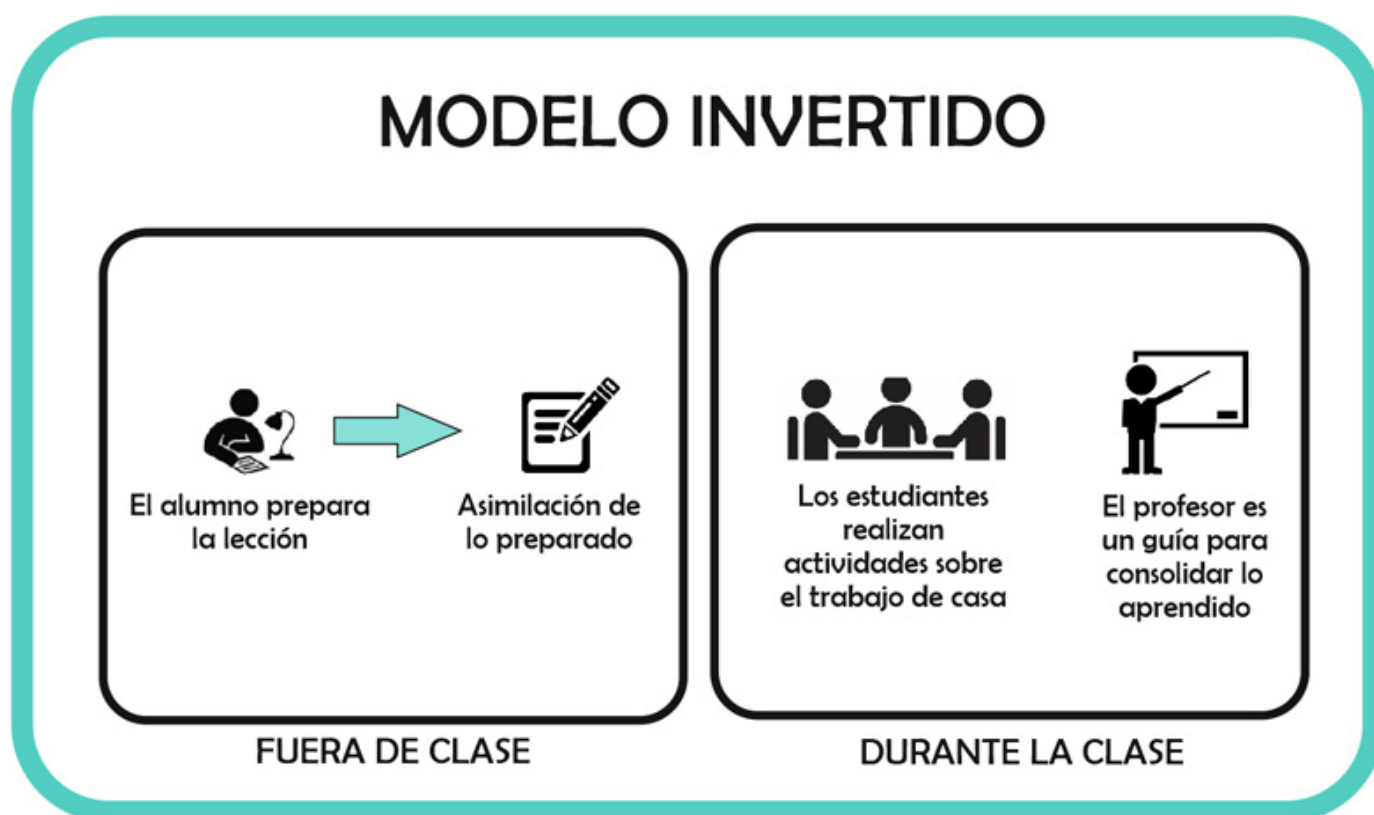 MODELO INVERTIDO
El alumno prepara
la lección
Asimilación de
lo preparado
FUERA DE CLASE
Los estudiantes
realizan
actividades sobre
el trabajo de casa
El profesor es
un guía para
consolidar lo
aprendido
DURANTE LA CLASE